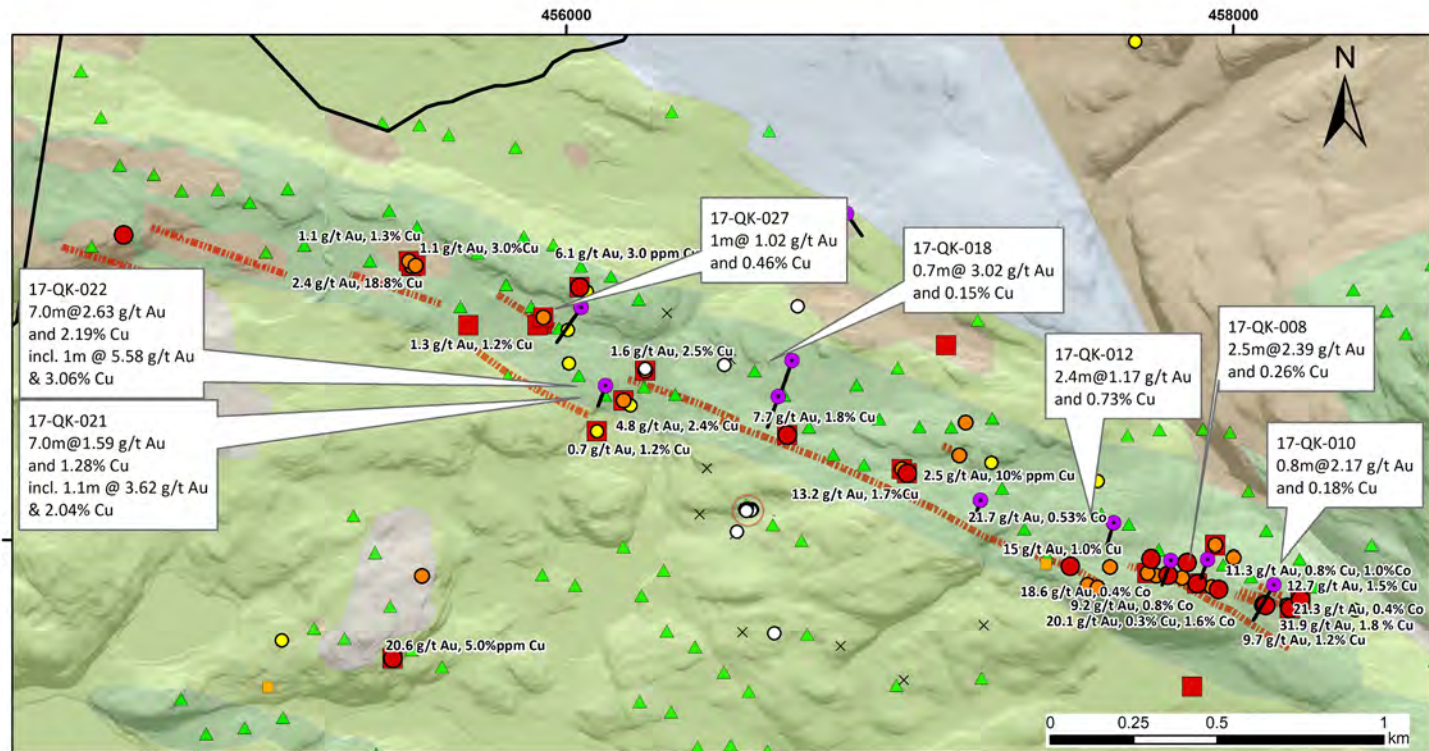 456000
458000
N
17-QK-027
1m@ 1.02 g/t Au
and 0.46% Cu
17-QK-018
0.7m@ 3.02 g/t Au
and 0.15% Cu
1.1 g/t Au, 1.3% Cu
1.1 g/t Au, 3.0%Cu
6.1 g/t Au, 3.0 ppm Cu
2.4 g/t Au, 18.8% Cu
17-QK-022
7.0m@2.63 g/t Au
and 2.19% Cu
incl. 1m @ 5.58 g/t Au
& 3.06% Cu
17-QK-008
2.5m@2.39 g/t Au
and 0.26% Cu
17-QK-012
2.4m@1.17 g/t Au
and 0.73% Cu
1.3 g/t Au, 1.2% Cu
1.6 g/t Au, 2.5% Cu
17-QK-021
7.0m@1.59 g/t Au
and 1.28% Cu
incl. 1.1m @ 3.62 g/t Au
& 2.04% Cu
17-QK-010
0.8m@2.17 g/t Au
and 0.18% Cu
7.7 g/t Au, 1.8% Cu
4.8 g/t Au, 2.4% Cu
0.7 g/t Au, 1.2% Cu
2.5 g/t Au, 10% ppm Cu
13.2 g/t Au, 1.7%Cu
21.7 g/t Au, 0.53% Co
15 g/t Au, 1.0% Cu
11.3 g/t Au, 0.8% Cu, 1.0%Co
12.7 g/t Au, 1.5% Cu
18.6 g/t Au, 0.4% Co
9.2 g/t Au, 0.8% Co
21.3 g/t Au, 0.4% Co
20.1 g/t Au, 0.3% Cu, 1.6% Co
31.9 g/t Au, 1.8 % Cu
9.7 g/t Au, 1.2% Cu
20.6 g/t Au, 5.0%ppm Cu
0 0.25 0.5 1
km